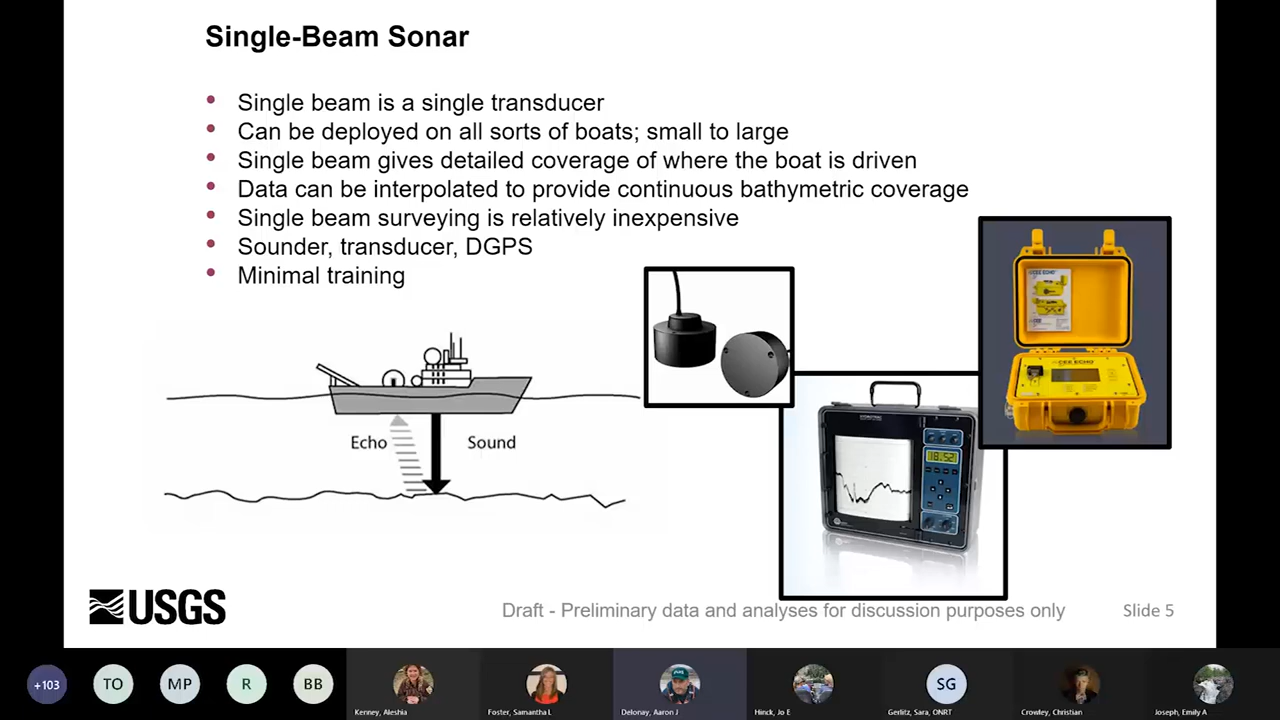 Single-Beam Sonar
• Single beam is a single transducer
• Can be deployed on all sorts of boats; small to large
• Single beam gives detailed coverage of where the boat is driven
• Data can be interpolated to provide continuous bathymetric coverage
• Single beam surveying is relatively inexpensive
• Sounder, transducer, DGPS
• Minimal training
CEE ECHO
CEE ECHO
Echo
Sound
USGS
Draft - Preliminary data and analyses for discussion purposes only
Slide 5
+103
TO
MP
R
BB
SG
Kenney, Aleshia
Foster, Samantha L
Delonay, Aaron J
Hinck, Jo E
Gerlitz, Sara, ONRT
Crowley, Christian
Joseph, Emily A